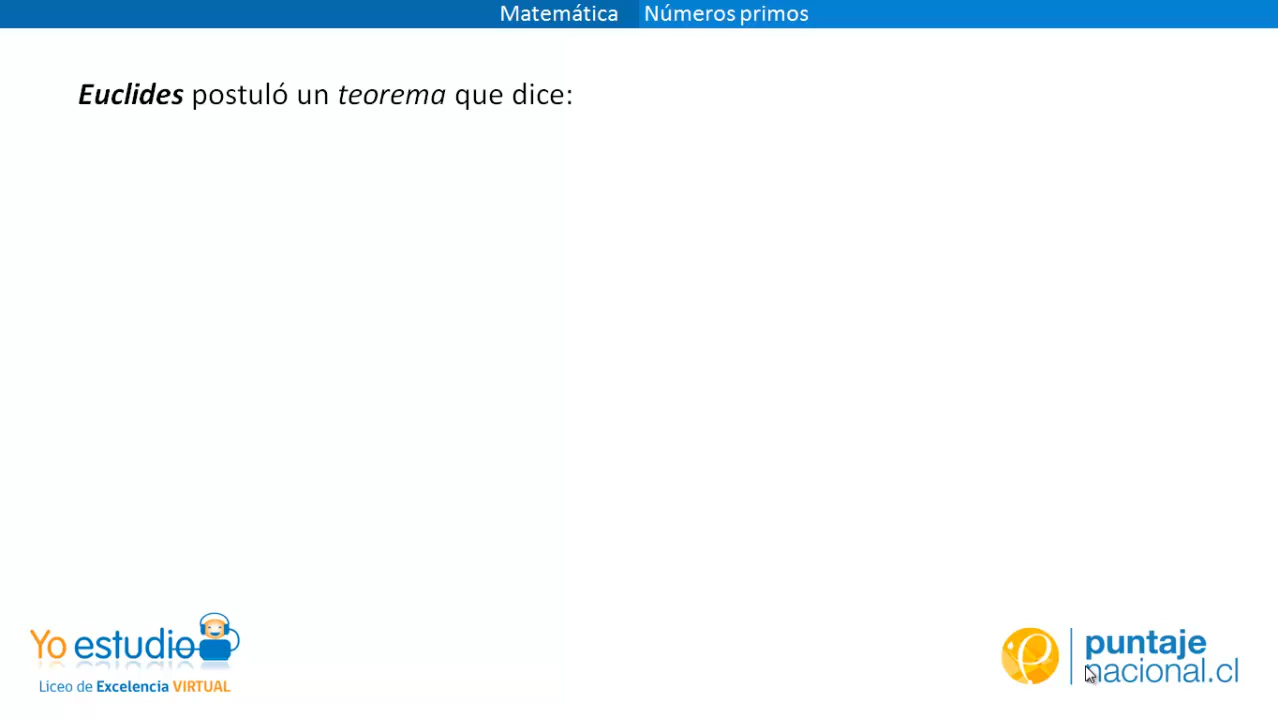 Matemática Números primos
Euclides postuló un teorema que dice:
Yo estudio
Liceo de Excelencia VIRTUAL
puntaje
nacional.cl